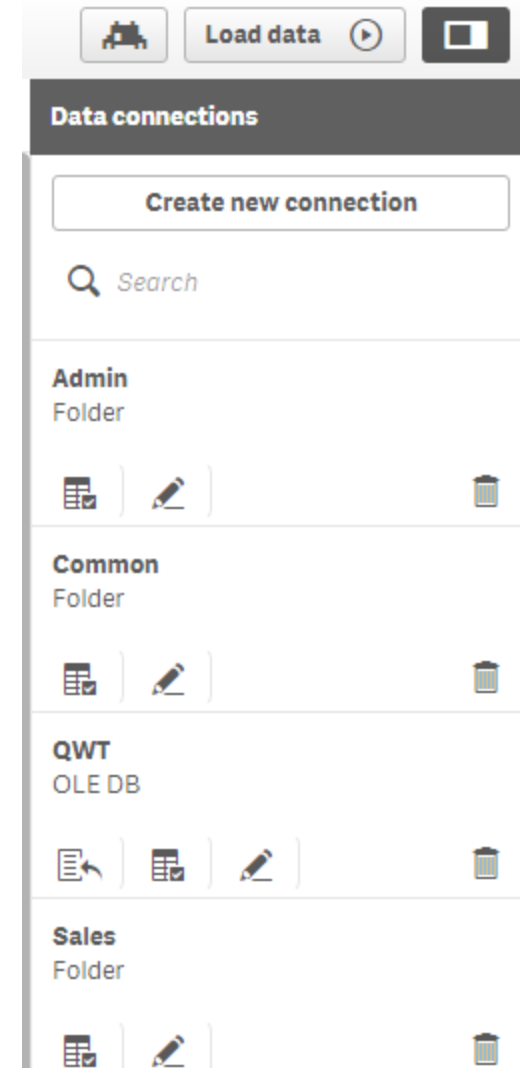 Load data
Data connections
Create new connection
Search
Admin
Folder
Common
Folder
QWT
OLE DB
Sales
Folder